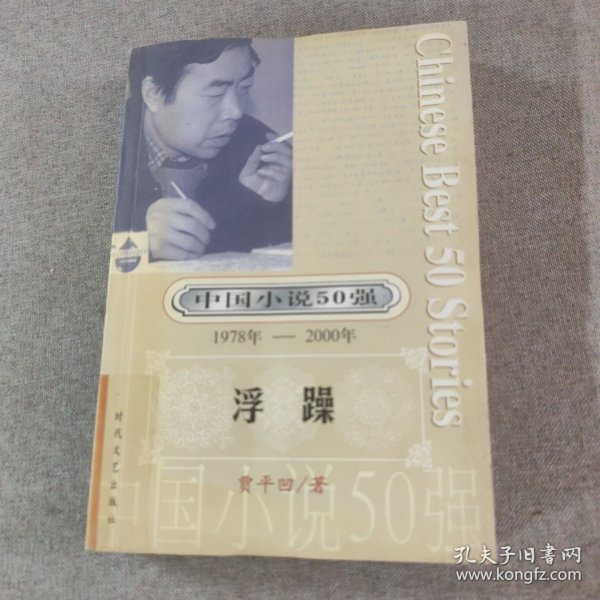 Chinese Best 50 Stories
中国小说50强
1978年 — 2000年
浮躁
贾平凹/著
时代文艺出版社
中国小说50强
孔夫子旧书网
www.kongfz.com